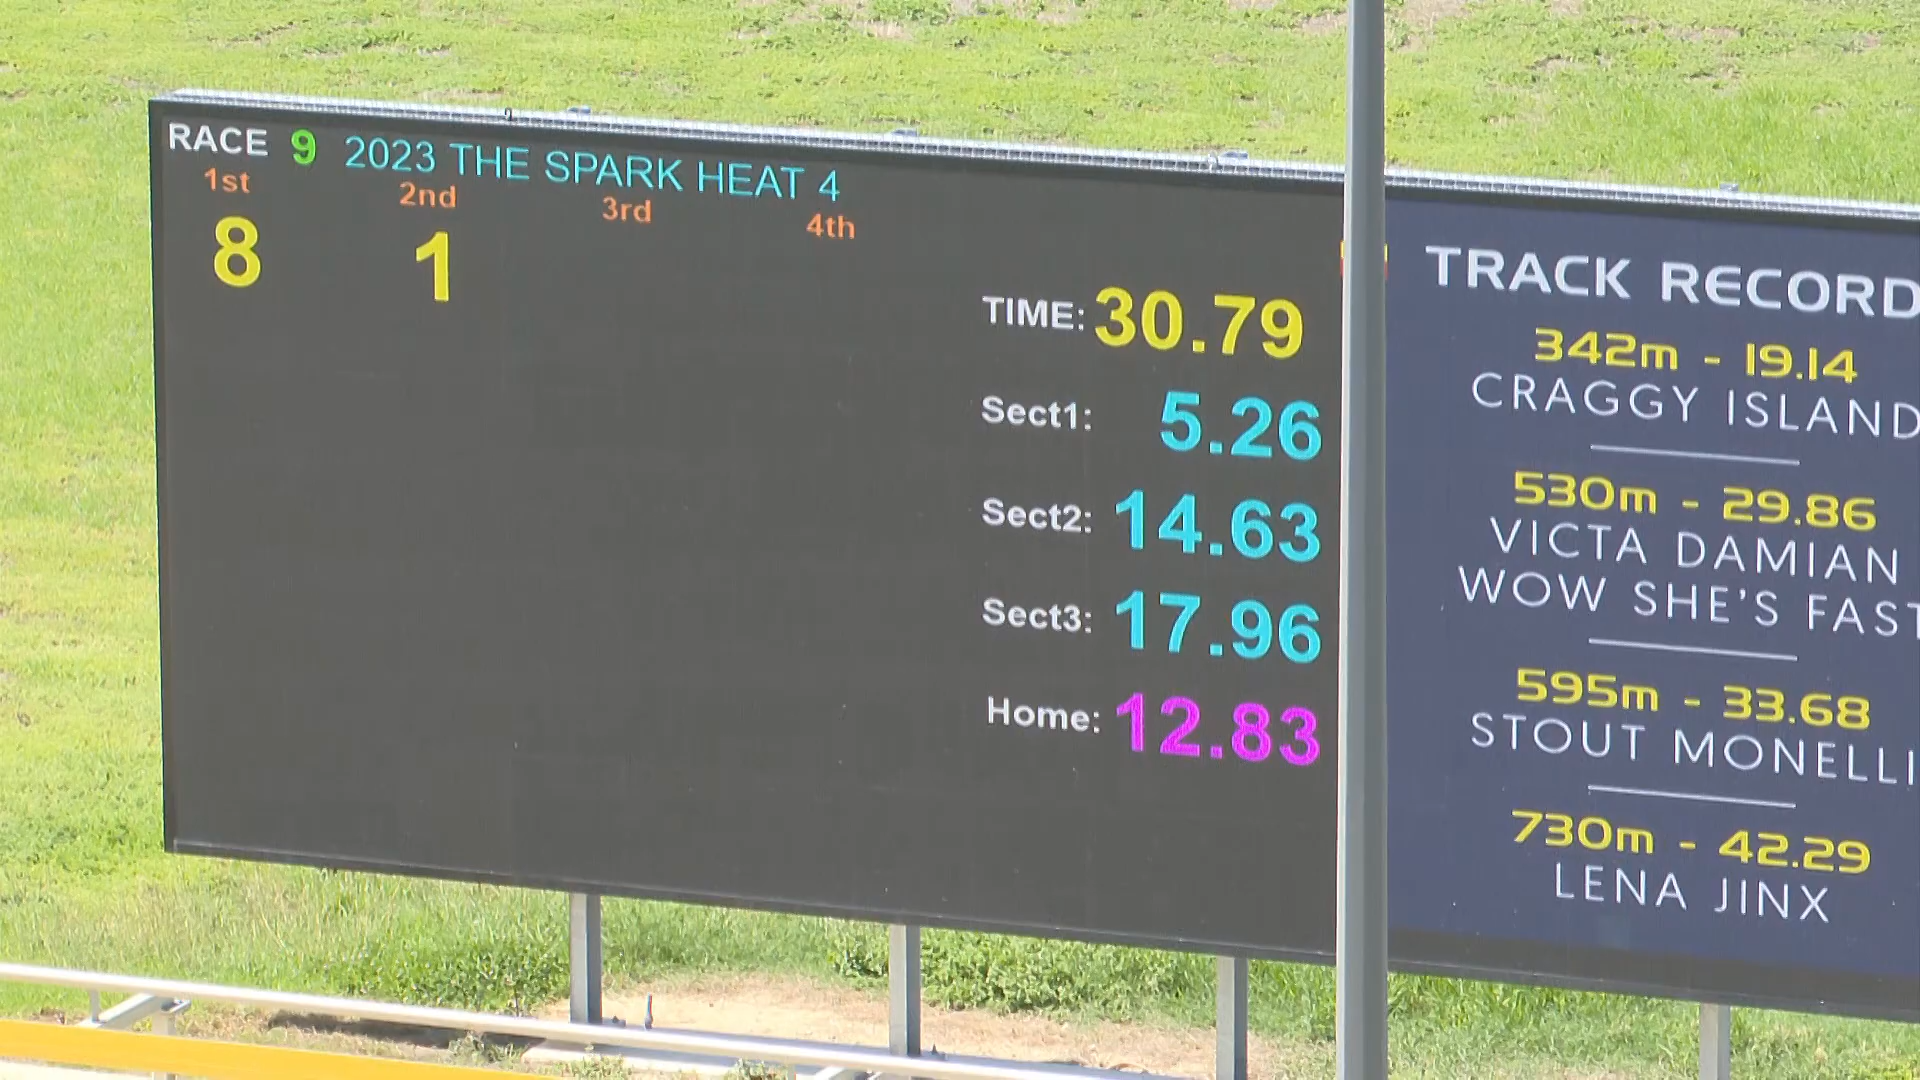 RACE 9 2023 THE SPARK HEAT 4
1st 2nd 3rd 4th
8 1
TIME: 30.79
Sect1: 5.26
Sect2: 14.63
Sect3: 17.96
Home: 12.83
TRACK RECORD
342m - 19.14
CRAGGY ISLAND
530m - 29.86
VICTA DAMIAN
WOW SHE'S FAST
595m - 33.68
STOUT MONELLI
730m - 42.29
LENA JINX